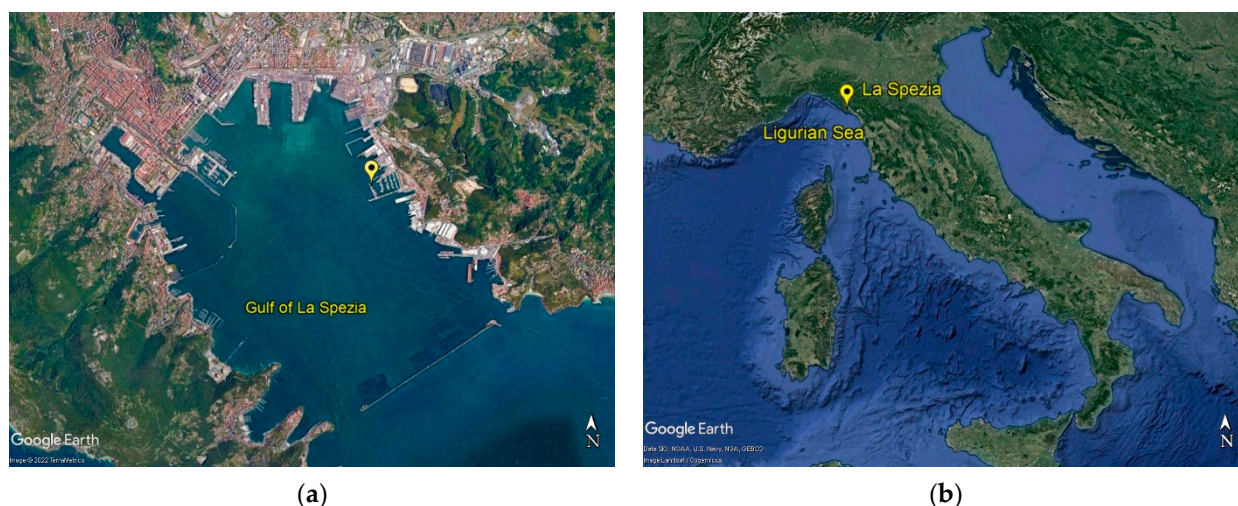 Gulf of La Spezia
Google Earth
Image © 2022 TerraMetrics
N
(a)
La Spezia
Ligurian Sea
Google Earth
Data SIO, NOAA, U.S. Navy, NGA, GEBCO
Image Landsat / Copernicus
N
(b)